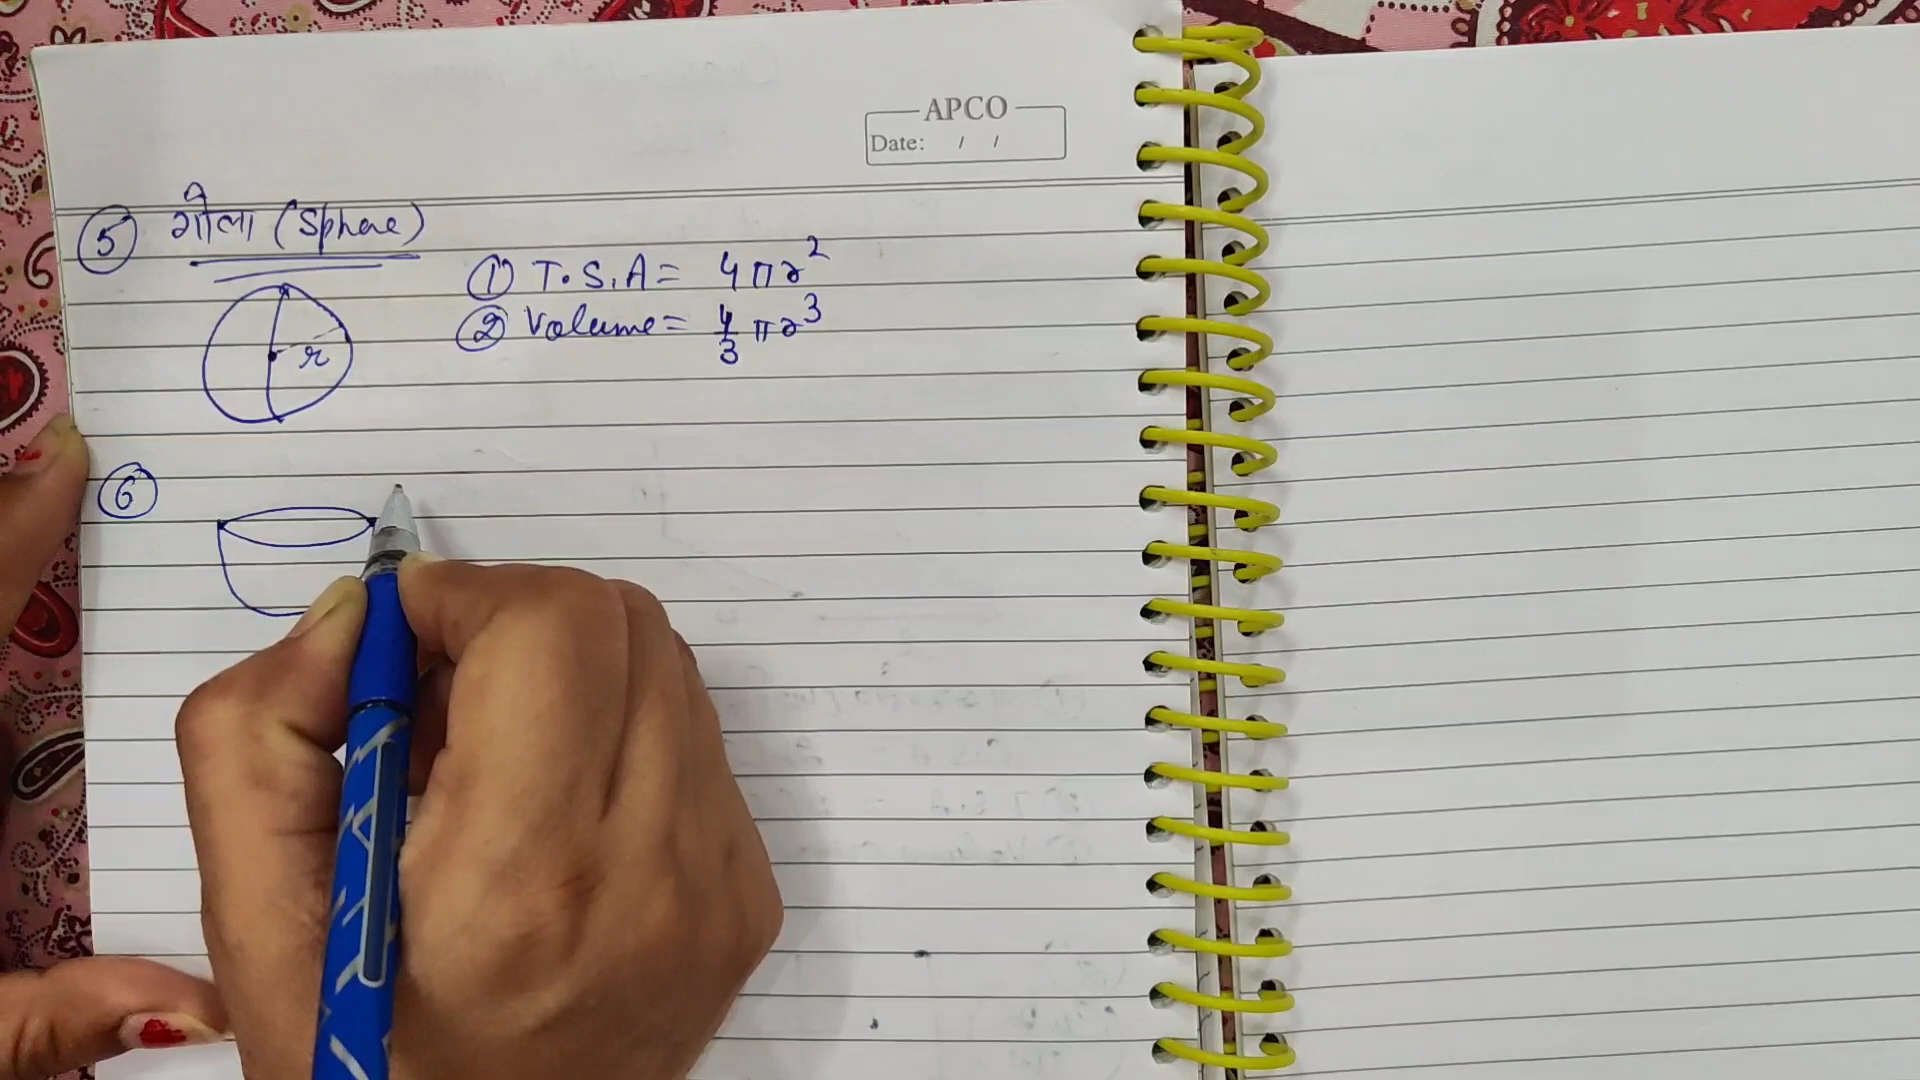 APCO
Date: / /
⑤ गोला (Sphere)
① T.S.A = 4πr²
② Volume = 4/3 πr³
r
⑥